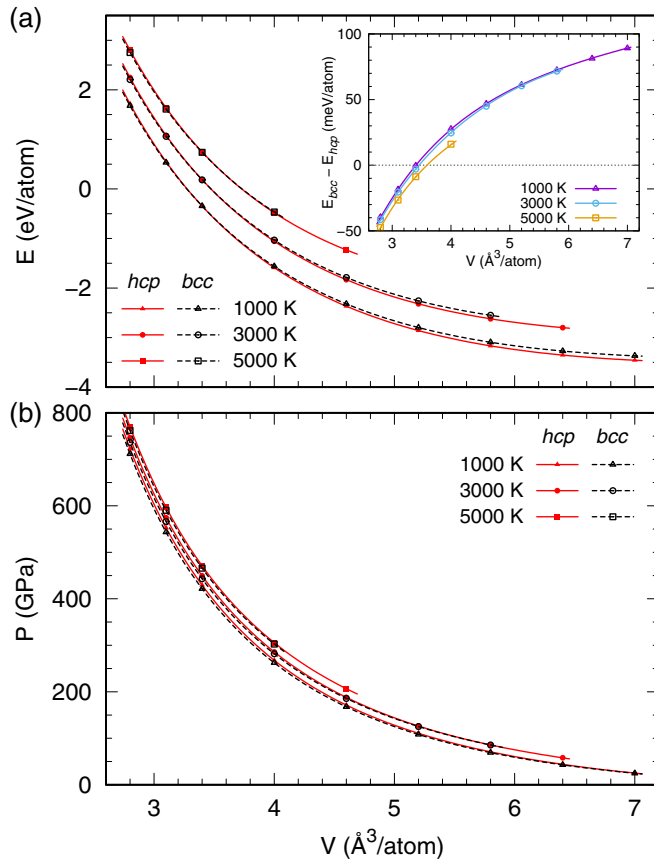 (a)
E (eV/atom)
2
0
−2
−4
hcp bcc
1000 K
3000 K
5000 K
E_bcc − E_hcp (meV/atom)
100
50
0
−50
3 4 5 6 7
V (Å³/atom)
1000 K
3000 K
5000 K
(b)
P (GPa)
800
600
400
200
0
hcp bcc
1000 K
3000 K
5000 K
3 4 5 6 7
V (Å³/atom)